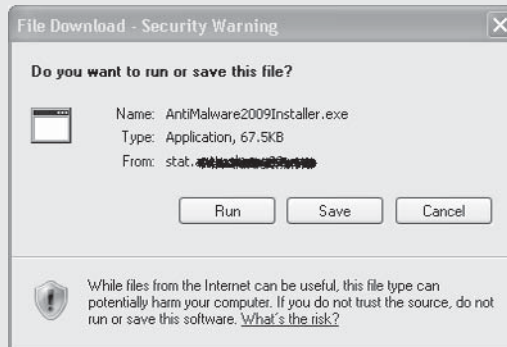 File Download - Security Warning
Do you want to run or save this file?
Name: AntiMalware2009Installer.exe
Type: Application, 67.5KB
From: stat.
Run Save Cancel
While files from the Internet can be useful, this file type can
potentially harm your computer. If you do not trust the source, do not
run or save this software. What's the risk?